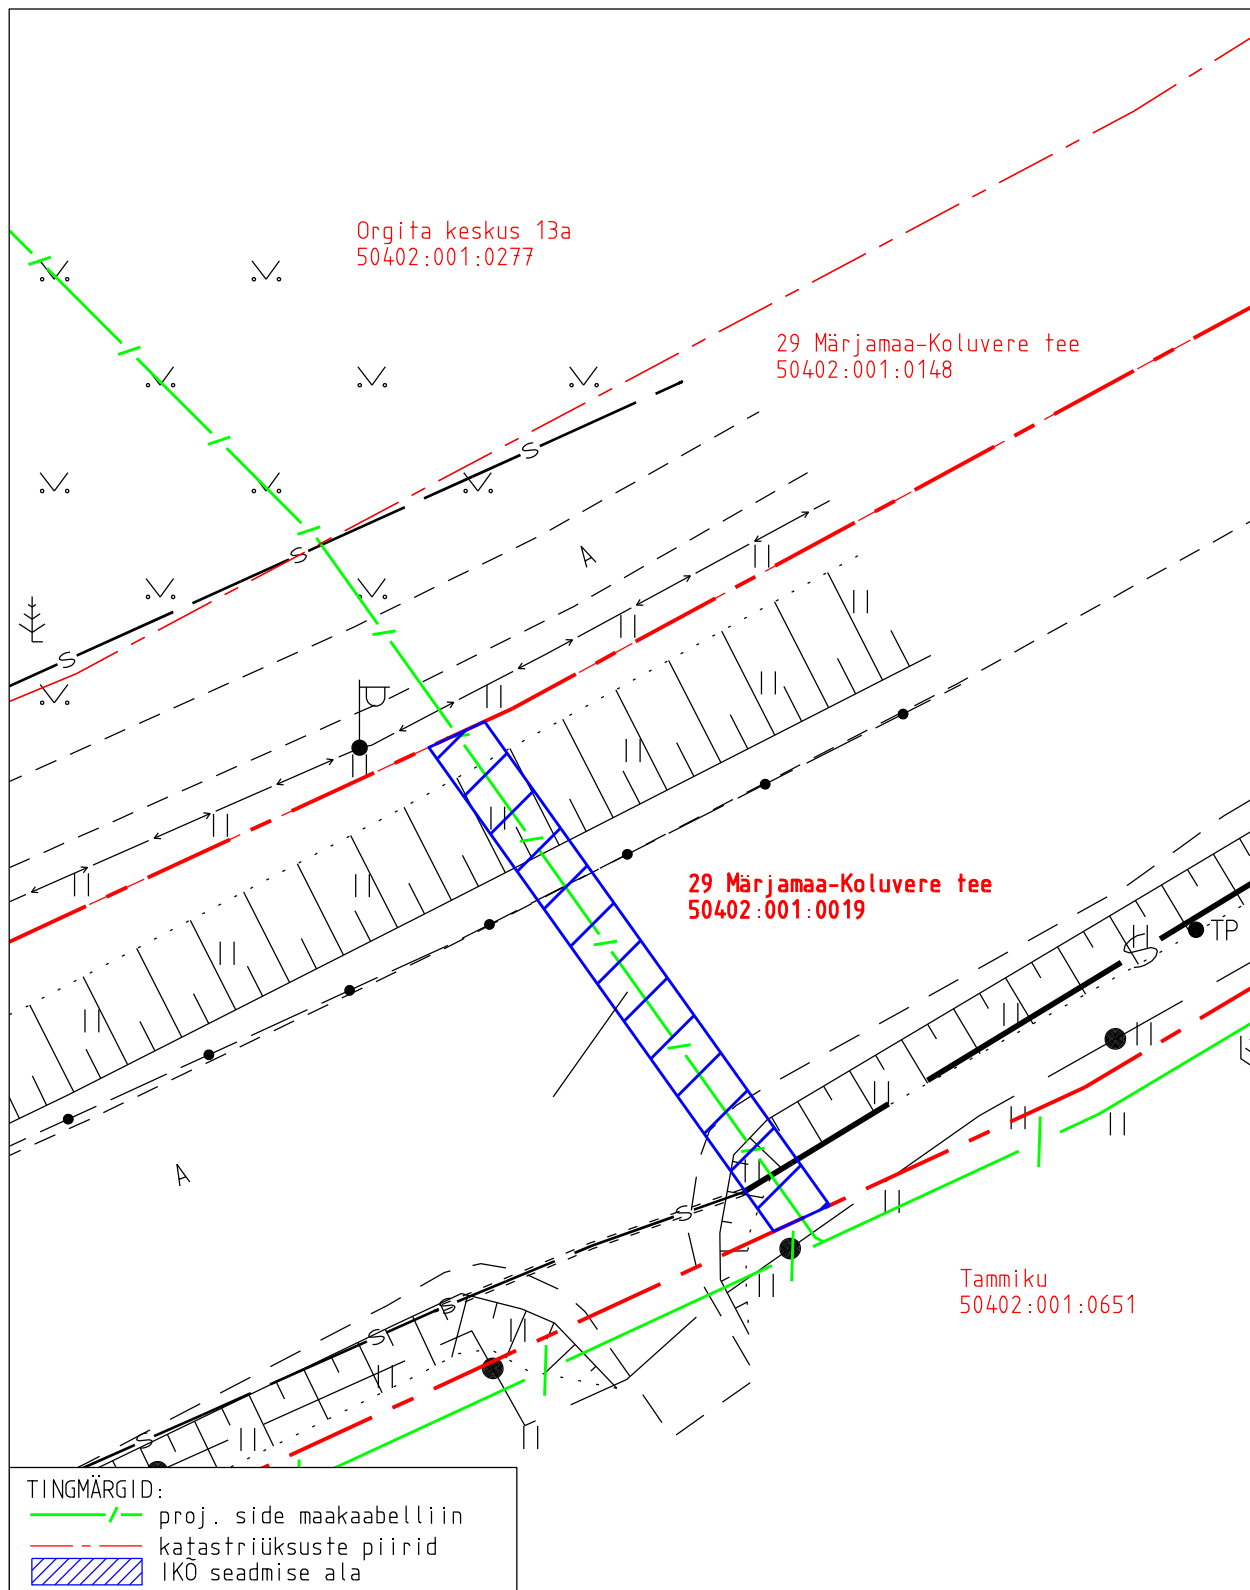 Orgita keskus 13a
50402:001:0277
29 Märjamaa-Koluvere tee
50402:001:0148
S
S
A
S
29 Märjamaa-Koluvere tee
50402:001:0019
TP
S
A
S
Tammiku
50402:001:0651
S
S
S
TINGMÄRGID:
proj. side maakaabelliin
katastriüksuste piirid
IKÕ seadmise ala